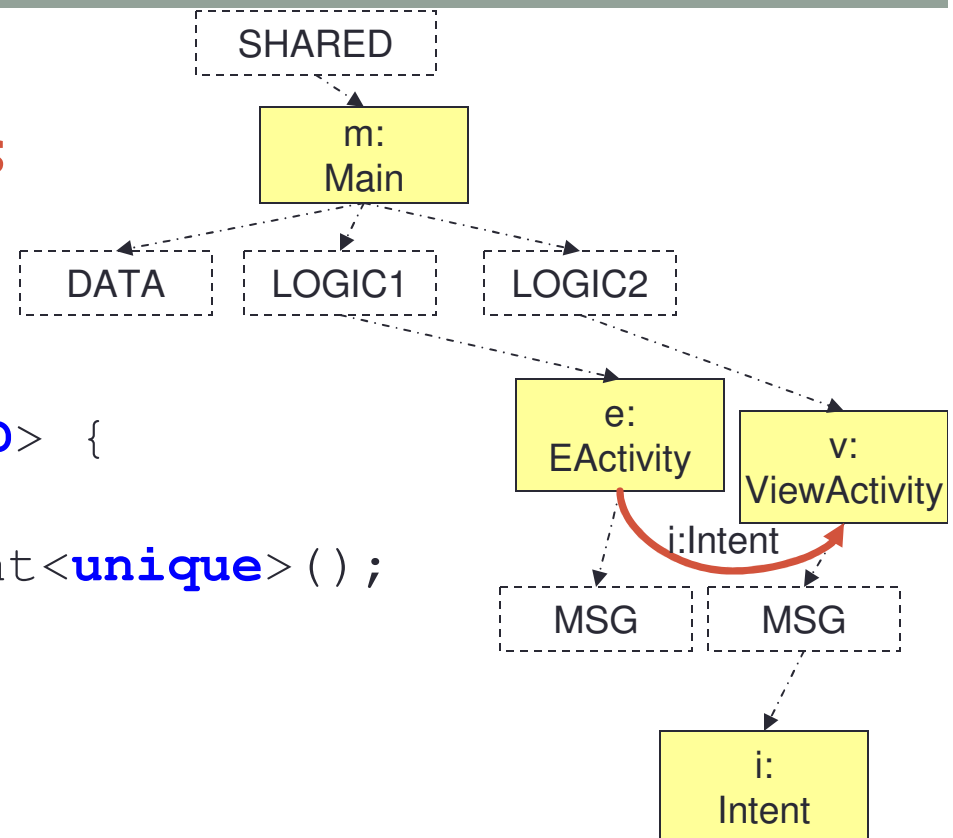 SHARED
s
m:
Main
DATA
LOGIC1
LOGIC2
e:
EActivity
v:
ViewActivity
> {
i:Intent
t<unique>();
MSG
MSG
i:
Intent